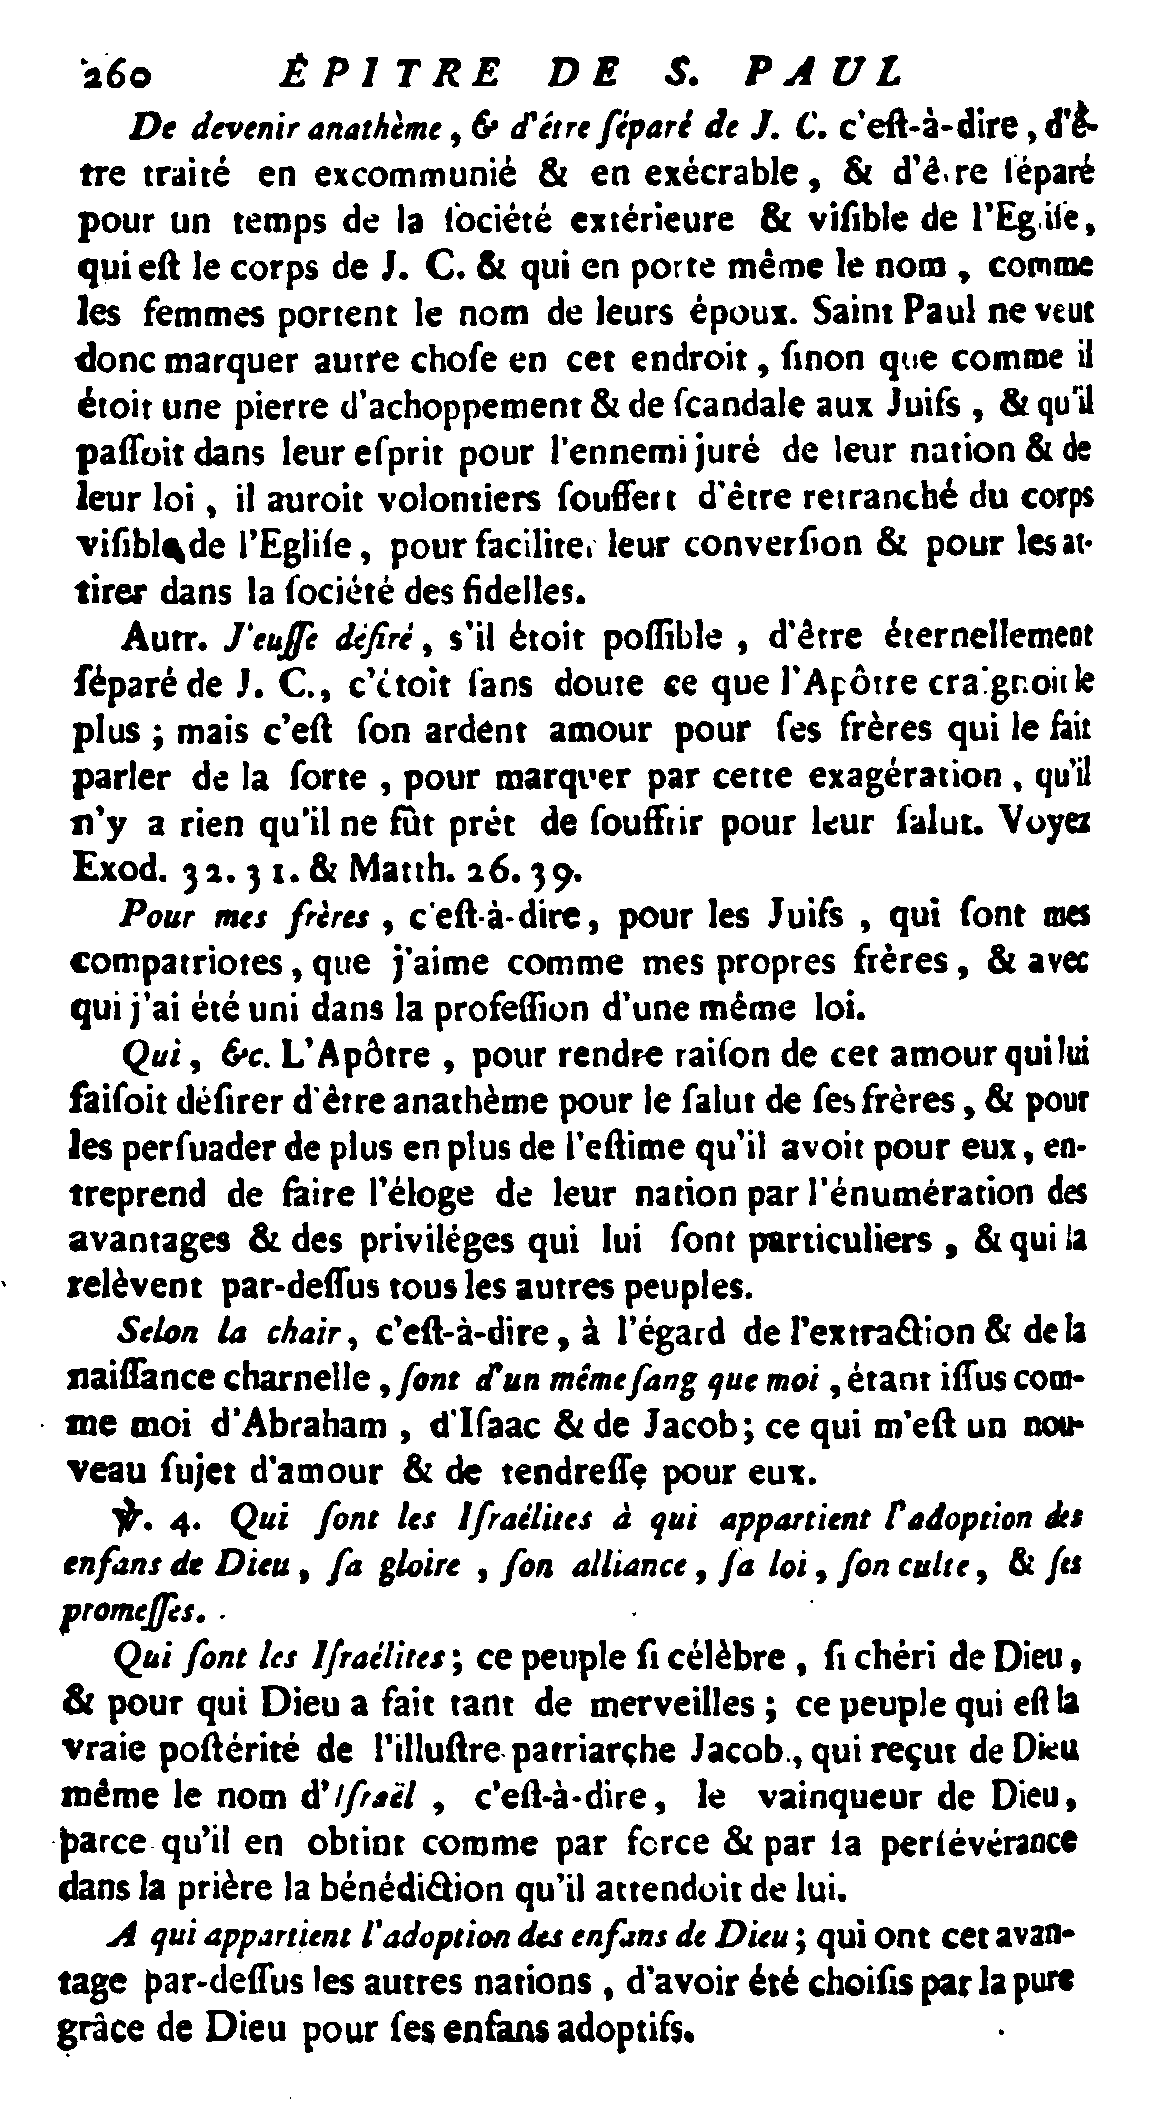 260 ÉPITRE DE S. PAUL
De devenir anathème, & d'être ſéparé de J. C. c'eſt-à-dire, d'ê-
tre traité en excommunié & en exécrable, & d'être ſéparé
pour un temps de la ſociété extérieure & viſible de l'Egliſe,
qui eſt le corps de J. C. & qui en porte même le nom, comme
les femmes portent le nom de leurs époux. Saint Paul ne veut
donc marquer autre choſe en cet endroit, ſinon que comme il
étoit une pierre d'achoppement & de ſcandale aux Juifs, & qu'il
paſſoit dans leur eſprit pour l'ennemi juré de leur nation & de
leur loi, il auroit volontiers ſouffert d'être retranché du corps
viſible de l'Egliſe, pour faciliter leur converſion & pour les at-
tirer dans la ſociété des fidelles.
Autr. J'euſſe déſiré, s'il étoit poſſible, d'être éternellement
ſéparé de J. C., c'étoit ſans doute ce que l'Apôtre craignoit le
plus; mais c'eſt ſon ardent amour pour ſes frères qui le fait
parler de la ſorte, pour marquer par cette exagération, qu'il
n'y a rien qu'il ne fût prêt de ſouffrir pour leur ſalut. Voyez
Exod. 32. 31. & Matth. 26. 39.
Pour mes frères, c'eſt-à-dire, pour les Juifs, qui ſont mes
compatriotes, que j'aime comme mes propres frères, & avec
qui j'ai été uni dans la profeſſion d'une même loi.
Qui, &c. L'Apôtre, pour rendre raiſon de cet amour qui lui
faiſoit déſirer d'être anathème pour le ſalut de ſes frères, & pour
les perſuader de plus en plus de l'eſtime qu'il avoit pour eux, en-
treprend de faire l'éloge de leur nation par l'énumération des
avantages & des priviléges qui lui ſont particuliers, & qui la
relèvent par-deſſus tous les autres peuples.
Selon la chair, c'eſt-à-dire, à l'égard de l'extraction & de la
naiſſance charnelle, ſont d'un même ſang que moi, étant iſſus com-
me moi d'Abraham, d'Iſaac & de Jacob; ce qui m'eſt un nou-
veau ſujet d'amour & de tendreſſe pour eux.
℣. 4. Qui ſont les Iſraélites à qui appartient l'adoption des
enfans de Dieu, ſa gloire, ſon alliance, ſa loi, ſon culte, & ſes
promeſſes.
Qui ſont les Iſraélites; ce peuple ſi célèbre, ſi chéri de Dieu,
& pour qui Dieu a fait tant de merveilles; ce peuple qui eſt la
vraie poſtérité de l'illuſtre patriarche Jacob, qui reçut de Dieu
même le nom d'Iſraël, c'eſt-à-dire, le vainqueur de Dieu,
parce qu'il en obtint comme par force & par la perſévérance
dans la prière la bénédiction qu'il attendoit de lui.
A qui appartient l'adoption des enfans de Dieu; qui ont cet avan-
tage par-deſſus les autres nations, d'avoir été choiſis par la pure
grâce de Dieu pour ſes enfans adoptifs.